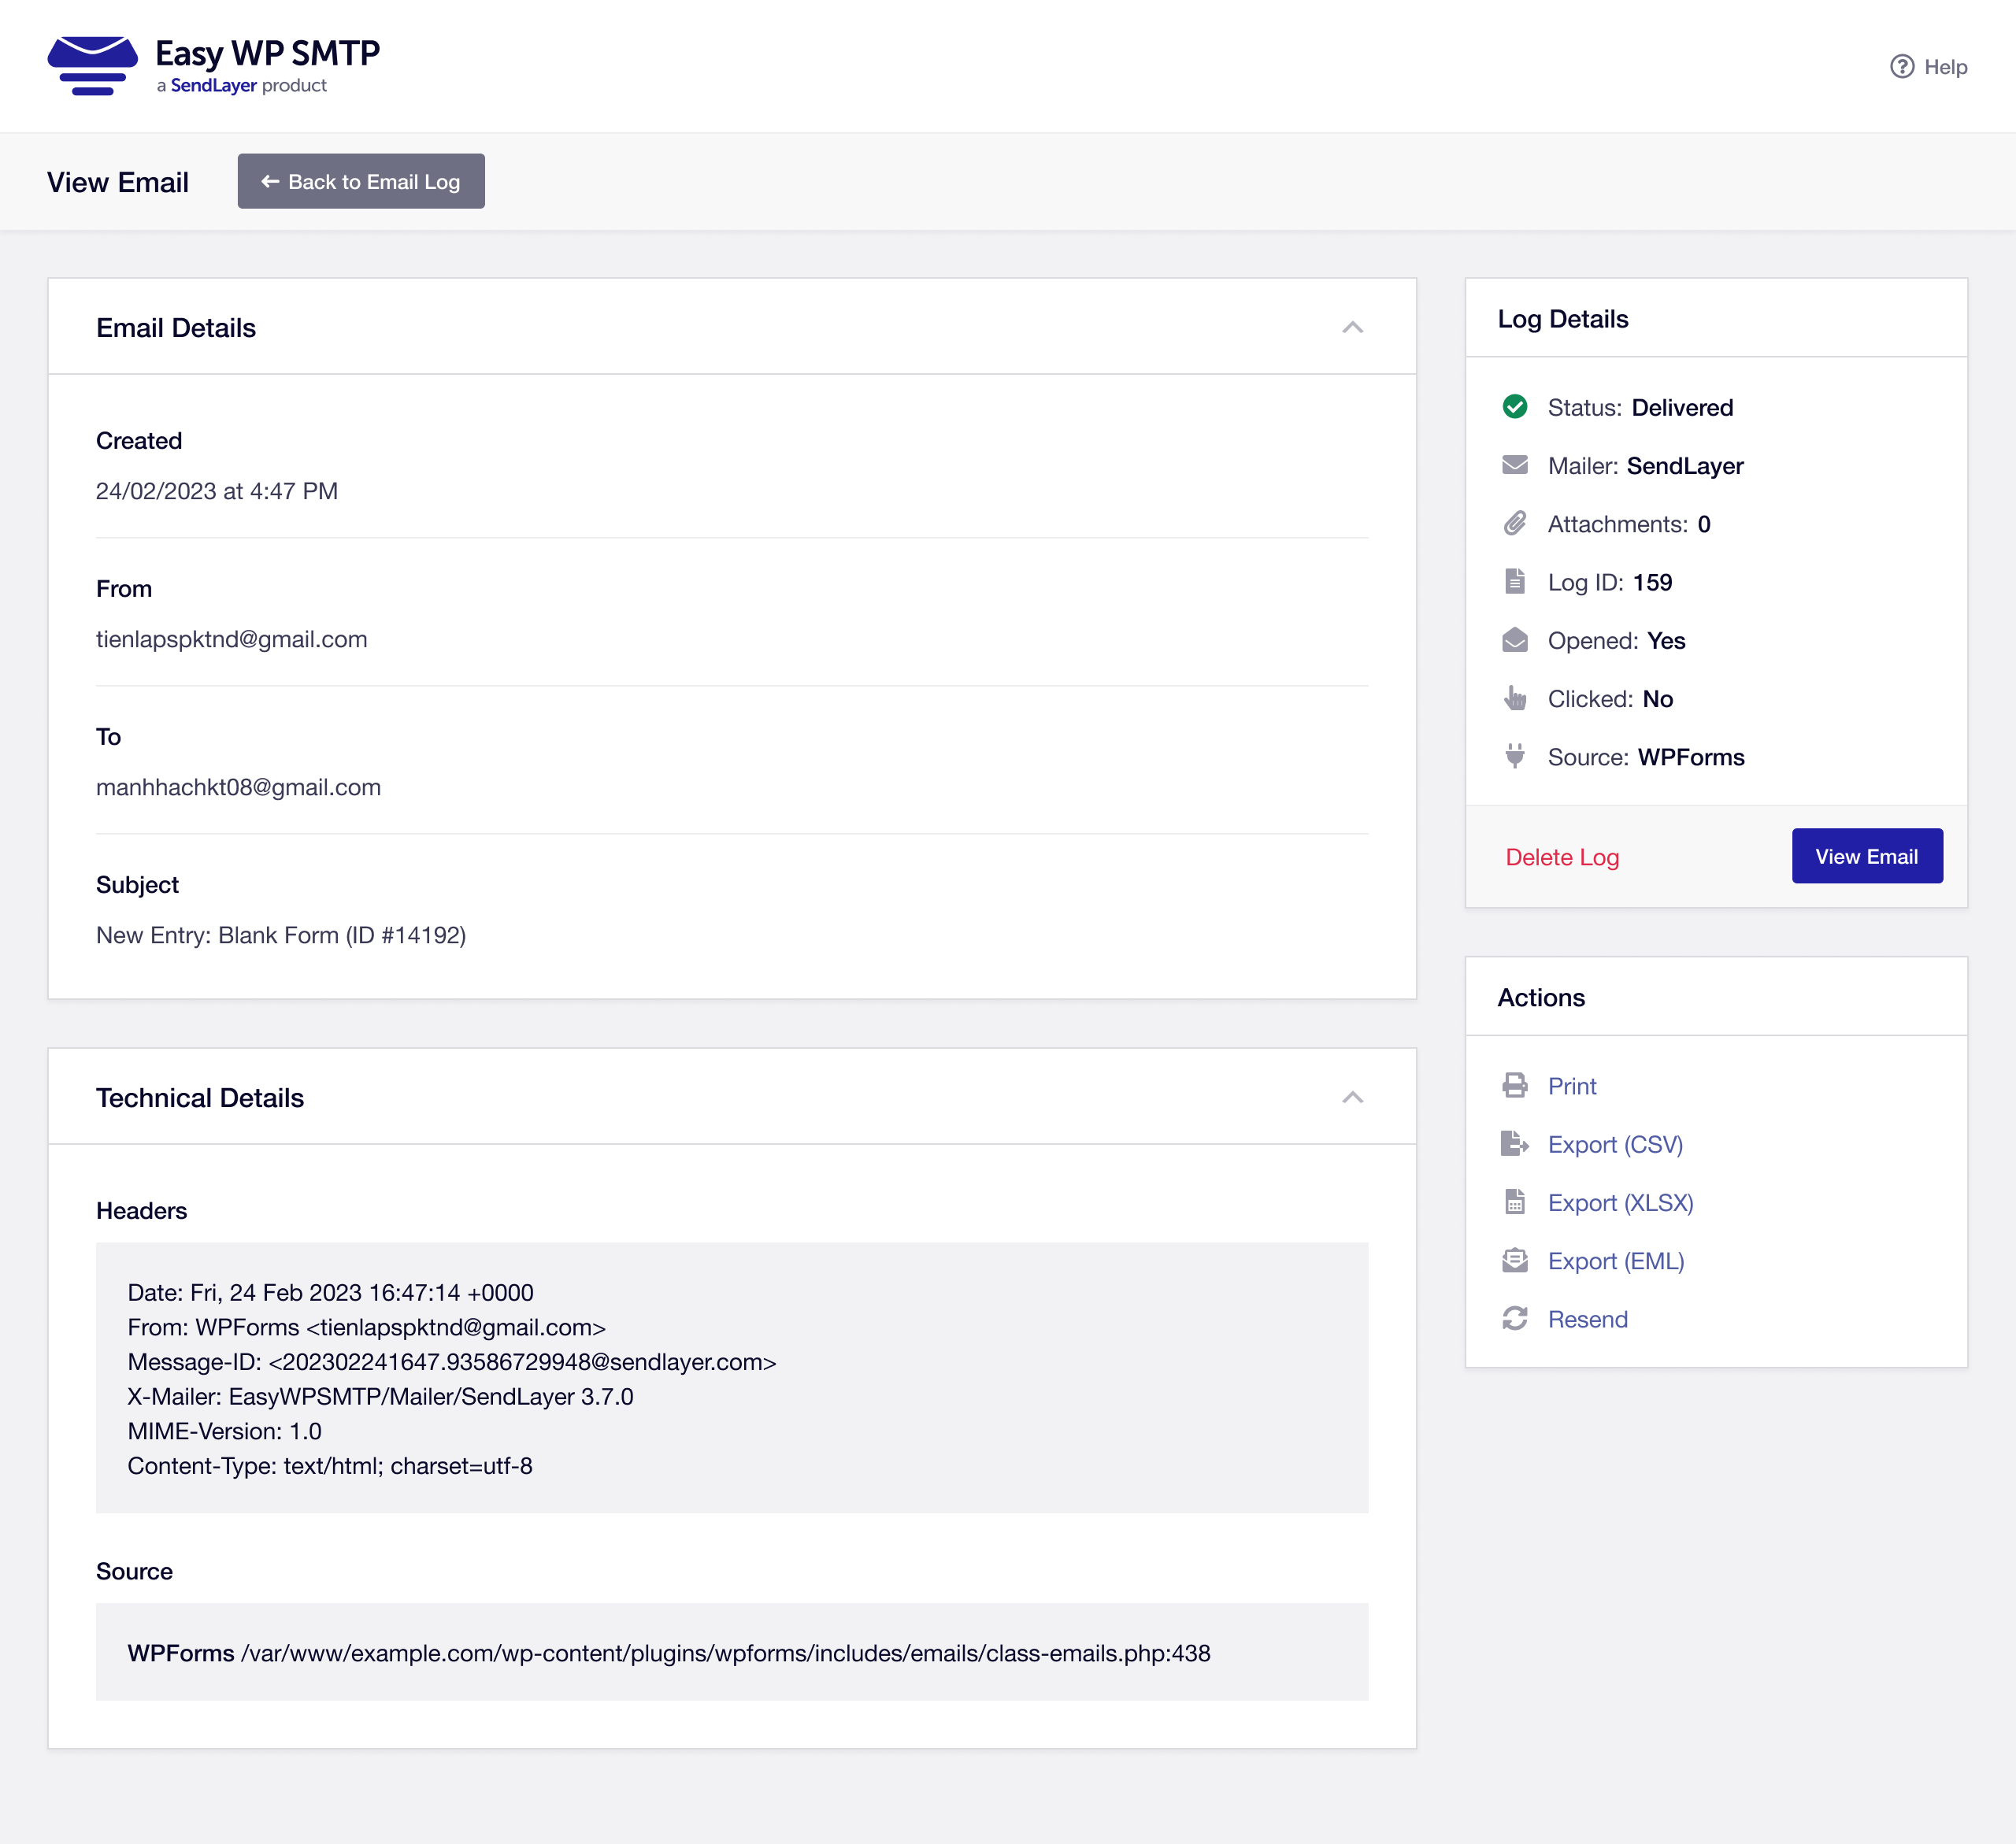 Easy WP SMTP
a SendLayer product
Help
View Email
Back to Email Log
Email Details
Created
24/02/2023 at 4:47 PM
From
tienlapspktnd@gmail.com
To
manhhachkt08@gmail.com
Subject
New Entry: Blank Form (ID #14192)
Technical Details
Headers
Date: Fri, 24 Feb 2023 16:47:14 +0000
From: WPForms <tienlapspktnd@gmail.com>
Message-ID: <202302241647.93586729948@sendlayer.com>
X-Mailer: EasyWPSMTP/Mailer/SendLayer 3.7.0
MIME-Version: 1.0
Content-Type: text/html; charset=utf-8
Source
WPForms /var/www/example.com/wp-content/plugins/wpforms/includes/emails/class-emails.php:438
Log Details
Status: Delivered
Mailer: SendLayer
Attachments: 0
Log ID: 159
Opened: Yes
Clicked: No
Source: WPForms
Delete Log
View Email
Actions
Print
Export (CSV)
Export (XLSX)
Export (EML)
Resend